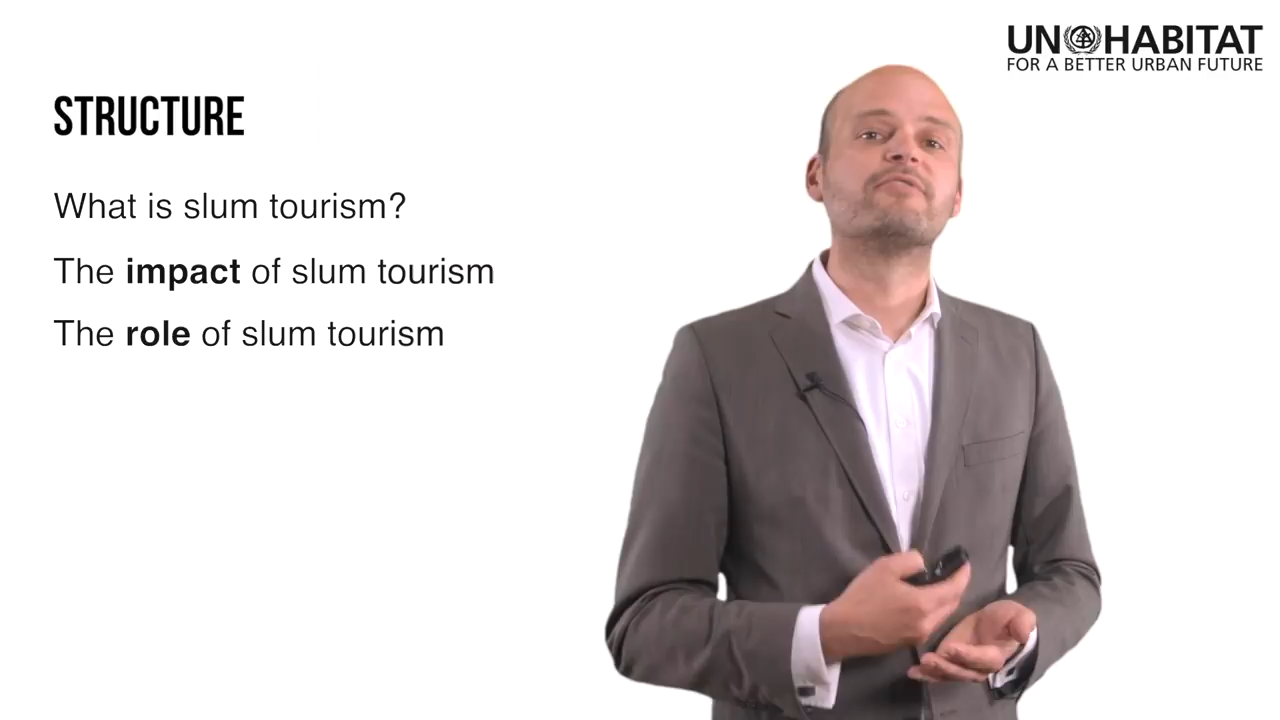 UN HABITAT
FOR A BETTER URBAN FUTURE
STRUCTURE
What is slum tourism?
The impact of slum tourism
The role of slum tourism